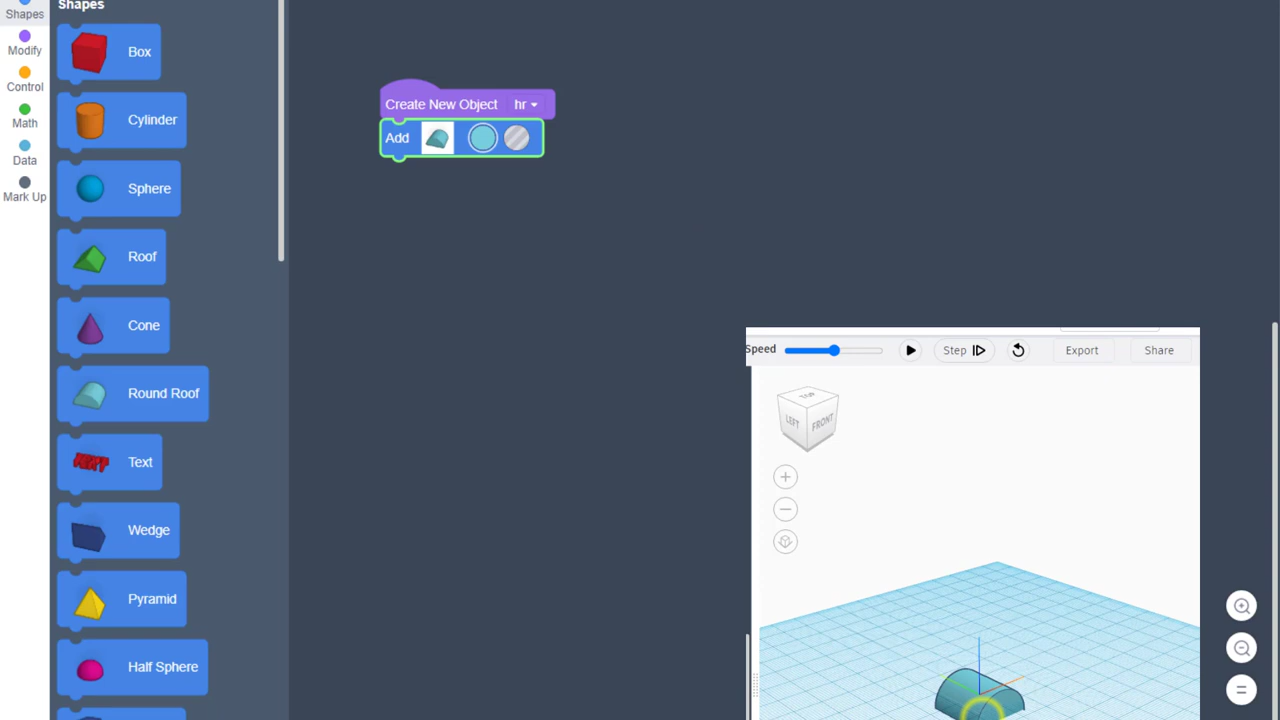 Shapes
Modify
Control
Math
Data
Mark Up
Shapes
Box
Cylinder
Sphere
Roof
Cone
Round Roof
Text
Wedge
Pyramid
Half Sphere
Create New Object hr
Add
Speed
Step
Export
Share
TOP
LEFT
FRONT